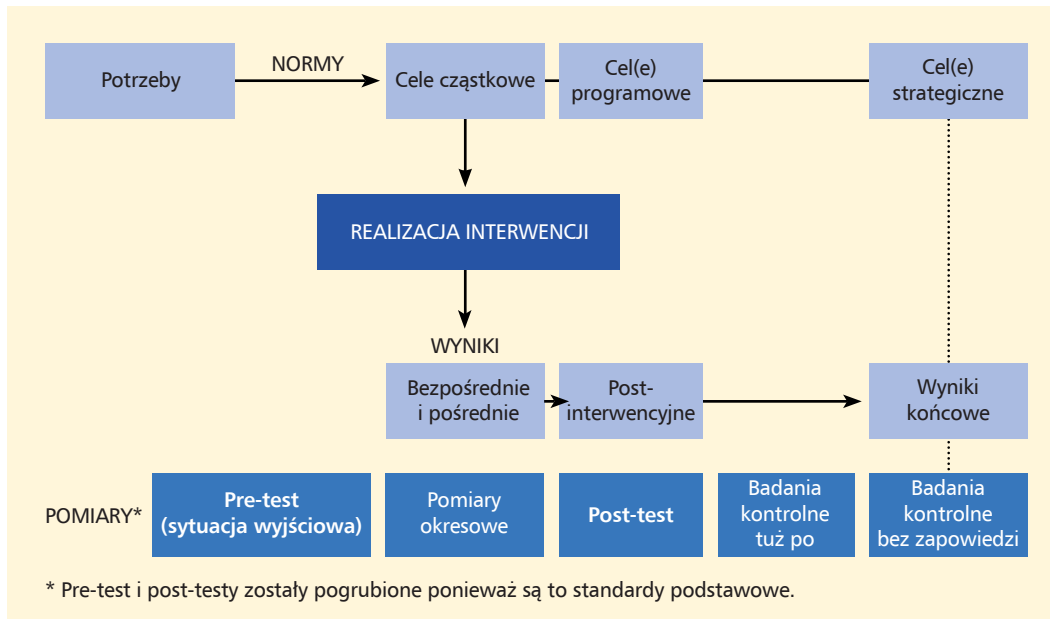 Potrzeby
NORMY
Cele cząstkowe
Cel(e)
programowe
Cel(e)
strategiczne
REALIZACJA INTERWENCJI
WYNIKI
Bezpośrednie
i pośrednie
Post-
interwencyjne
Wyniki
końcowe
POMIARY*
Pre-test
(sytuacja wyjściowa)
Pomiary
okresowe
Post-test
Badania
kontrolne
tuż po
Badania
kontrolne
bez zapowiedzi
* Pre-test i post-testy zostały pogrubione ponieważ są to standardy podstawowe.